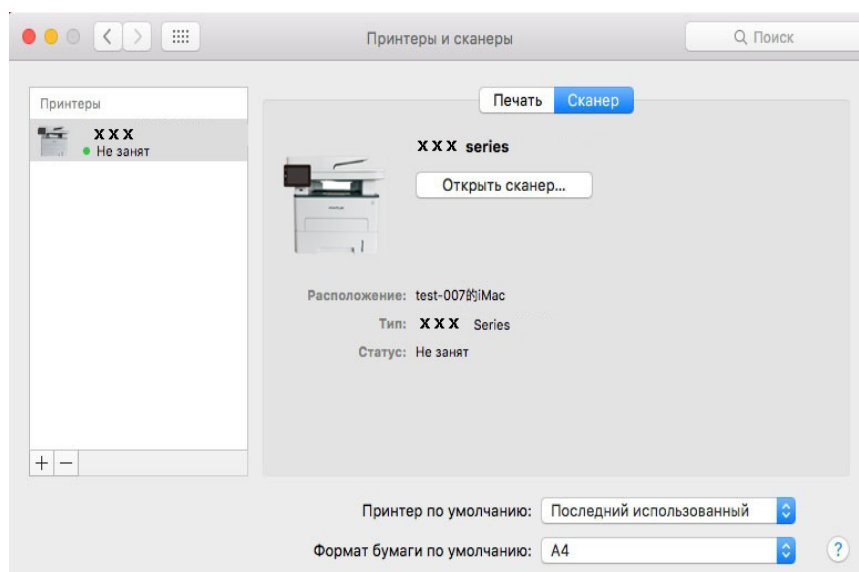 Принтеры и сканеры
Поиск
Принтеры
X X X
Не занят
Печать Сканер
X X X series
Открыть сканер...
Расположение: test-007的iMac
Тип: X X X Series
Статус: Не занят
+ −
Принтер по умолчанию: Последний использованный
Формат бумаги по умолчанию: A4
?